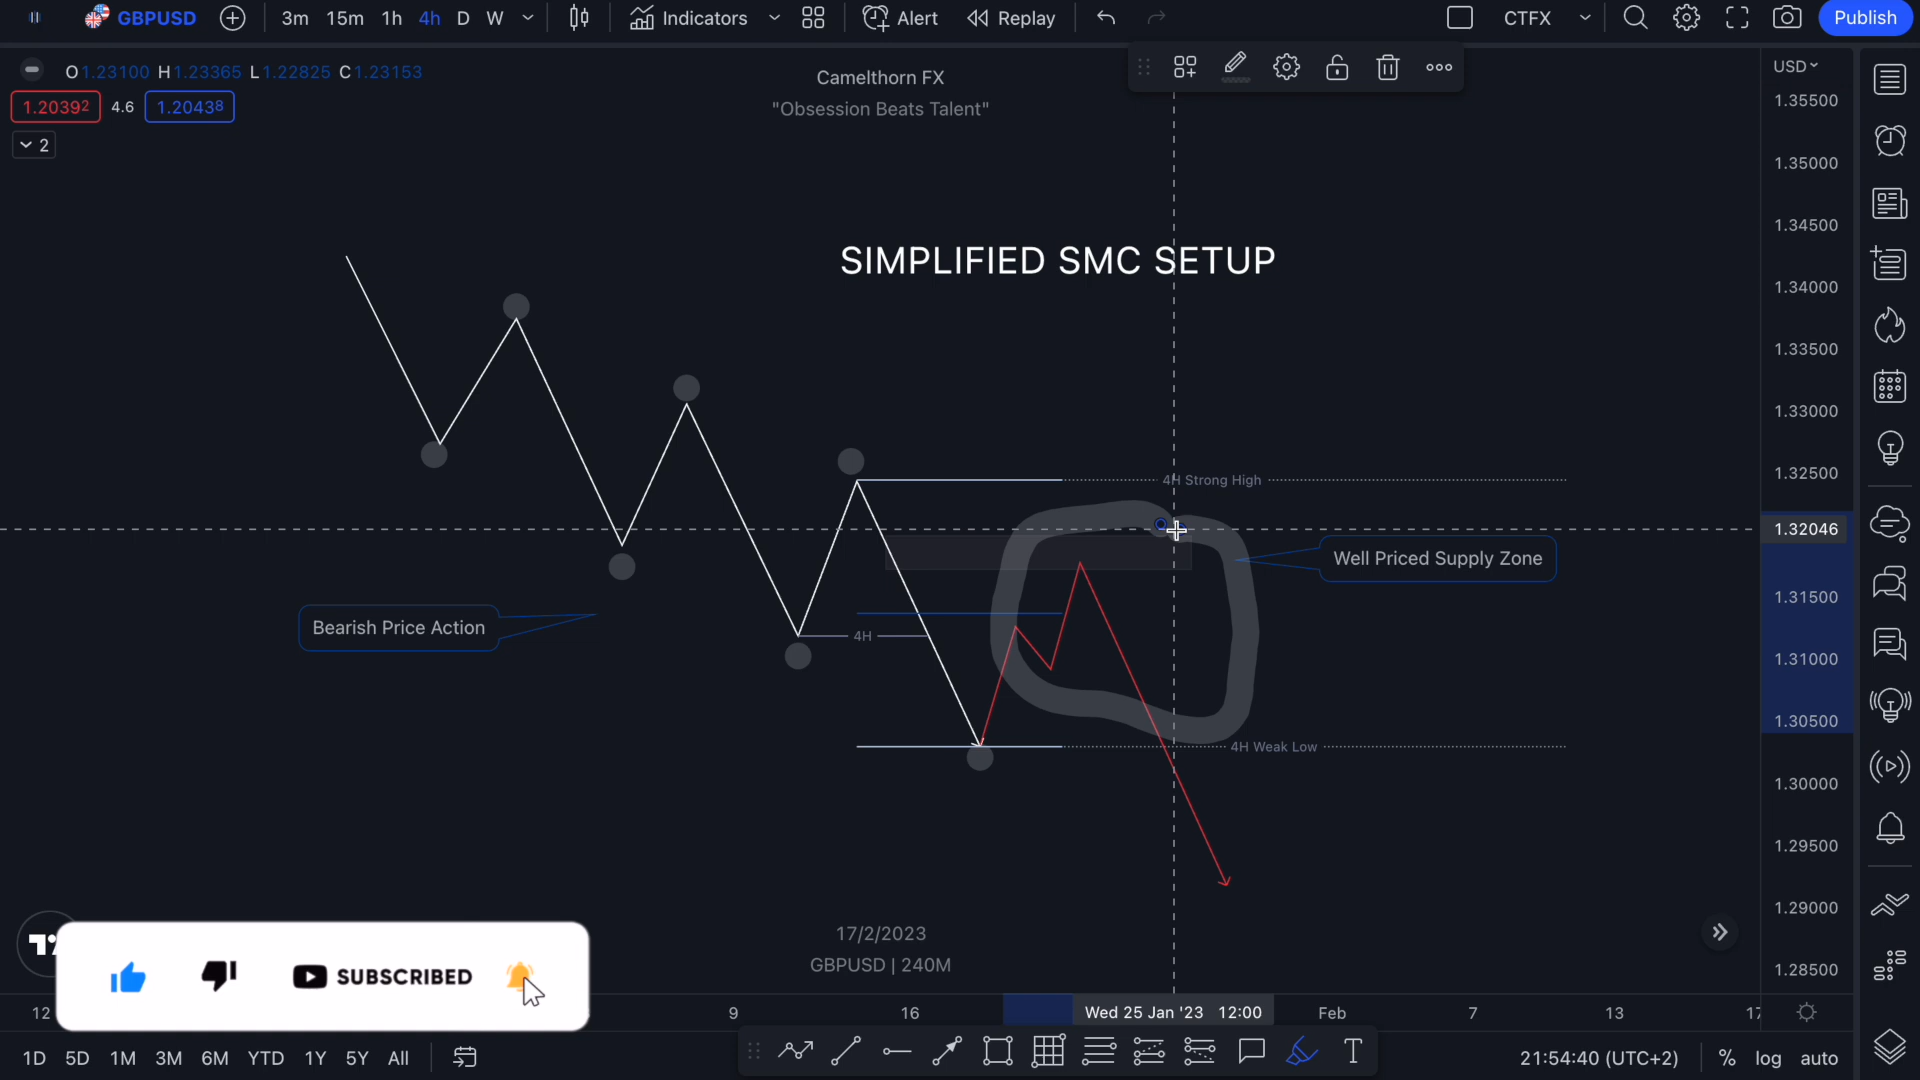 GBPUSD 3m 15m 1h 4h D W Indicators Alert Replay CTFX Publish
O1.23100 H1.23365 L1.22825 C1.23153
1.20392 4.6 1.20438
2
Camelthorn FX
"Obsession Beats Talent"
USD
1.35500
1.35000
1.34500
1.34000
1.33500
1.33000
1.32500
1.32046
1.31500
1.31000
1.30500
1.30000
1.29500
1.29000
1.28500
SIMPLIFIED SMC SETUP
4H Strong High
Well Priced Supply Zone
Bearish Price Action
4H
4H Weak Low
17/2/2023
GBPUSD | 240M
SUBSCRIBED
12 9 16 Wed 25 Jan '23 12:00 Feb 7 13 17
1D 5D 1M 3M 6M YTD 1Y 5Y All 21:54:40 (UTC+2) % log auto